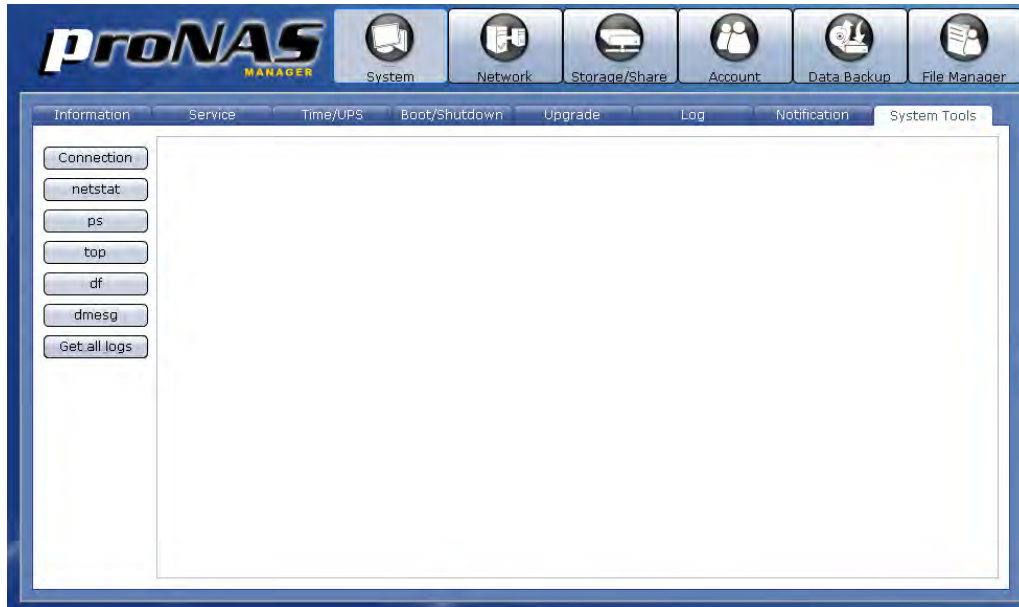 proNAS
MANAGER
System
Network
Storage/Share
Account
Data Backup
File Manager
Information
Service
Time/UPS
Boot/Shutdown
Upgrade
Log
Notification
System Tools
Connection
netstat
ps
top
df
dmesg
Get all logs